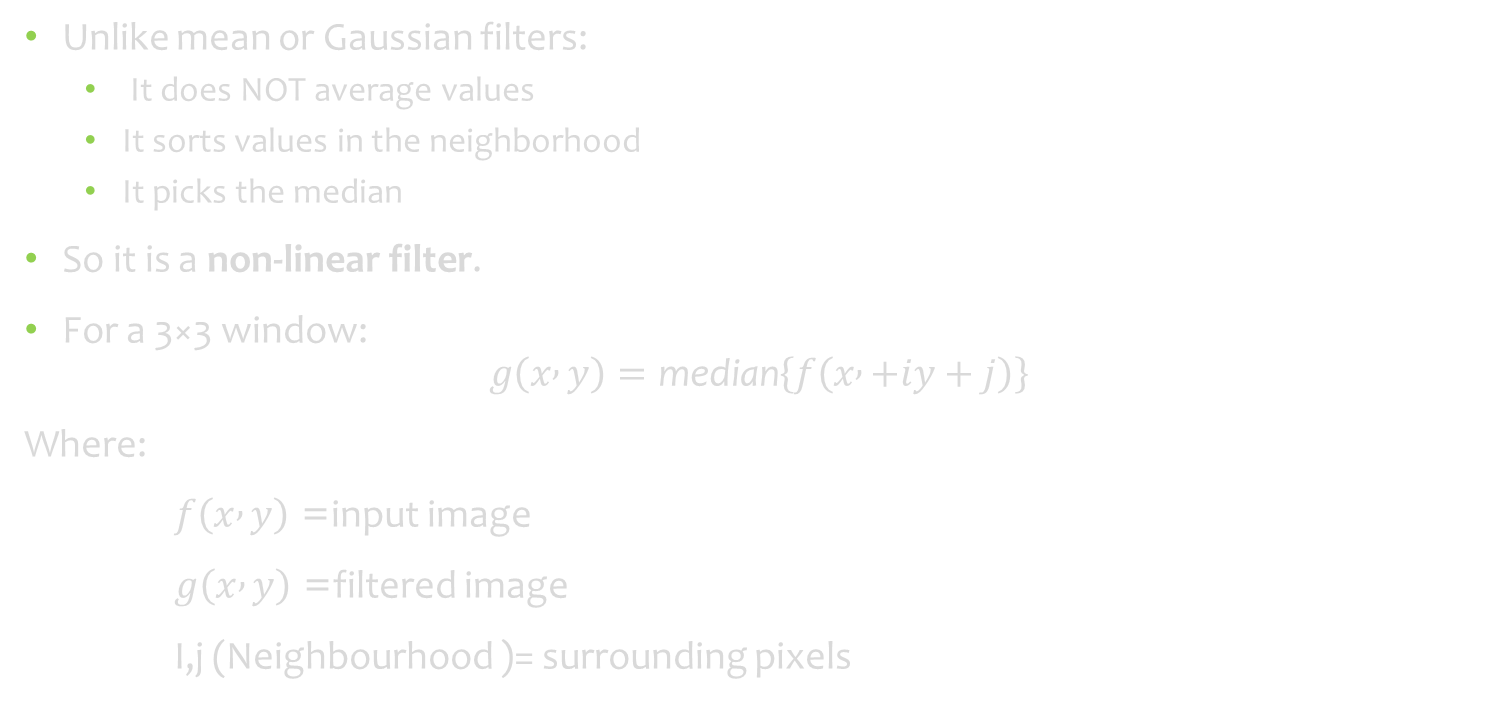 • Unlike mean or Gaussian filters:
• It does NOT average values
• It sorts values in the neighborhood
• It picks the median
• So it is a non-linear filter.
• For a 3×3 window:
g(x, y) = median{f(x, +iy + j)}
Where:
f(x, y) =input image
g(x, y) =filtered image
I,j (Neighbourhood )= surrounding pixels